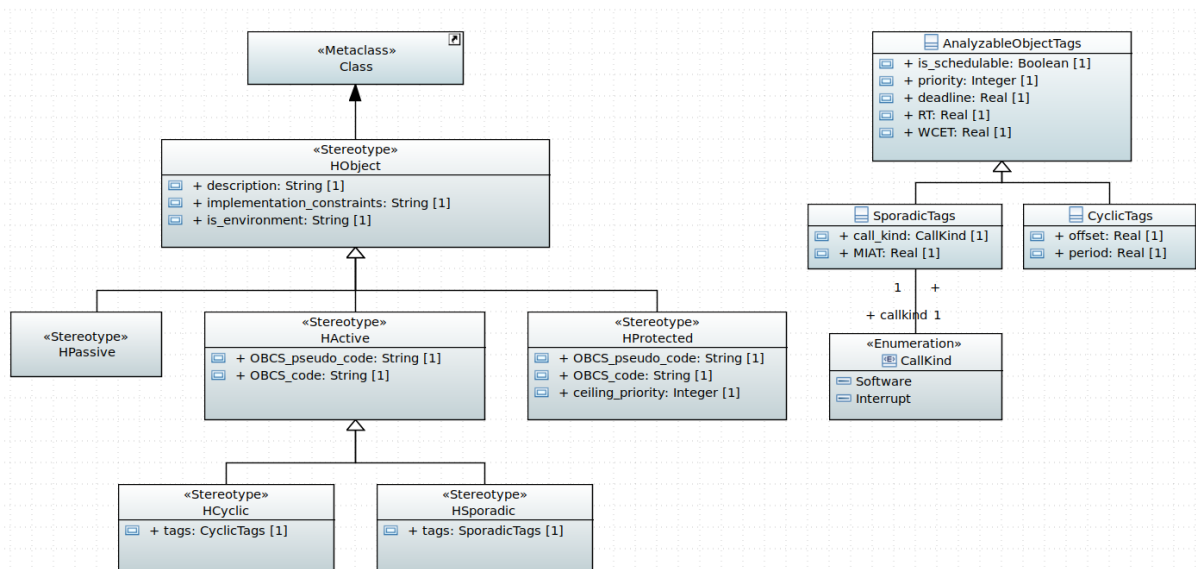 «Metaclass»
Class
«Stereotype»
HObject
+ description: String [1]
+ implementation_constraints: String [1]
+ is_environment: String [1]
«Stereotype»
HPassive
«Stereotype»
HActive
+ OBCS_pseudo_code: String [1]
+ OBCS_code: String [1]
«Stereotype»
HProtected
+ OBCS_pseudo_code: String [1]
+ OBCS_code: String [1]
+ ceiling_priority: Integer [1]
«Stereotype»
HCyclic
+ tags: CyclicTags [1]
«Stereotype»
HSporadic
+ tags: SporadicTags [1]
AnalyzableObjectTags
+ is_schedulable: Boolean [1]
+ priority: Integer [1]
+ deadline: Real [1]
+ RT: Real [1]
+ WCET: Real [1]
SporadicTags
+ call_kind: CallKind [1]
+ MIAT: Real [1]
CyclicTags
+ offset: Real [1]
+ period: Real [1]
1 +
+ callkind 1
«Enumeration»
CallKind
Software
Interrupt